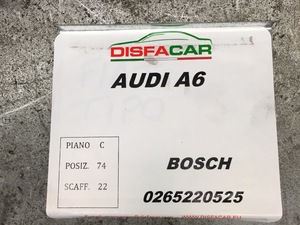 DISFACAR
AUDI A6
PIANO C
POSIZ. 74
SCAFF. 22
BOSCH
0265220525